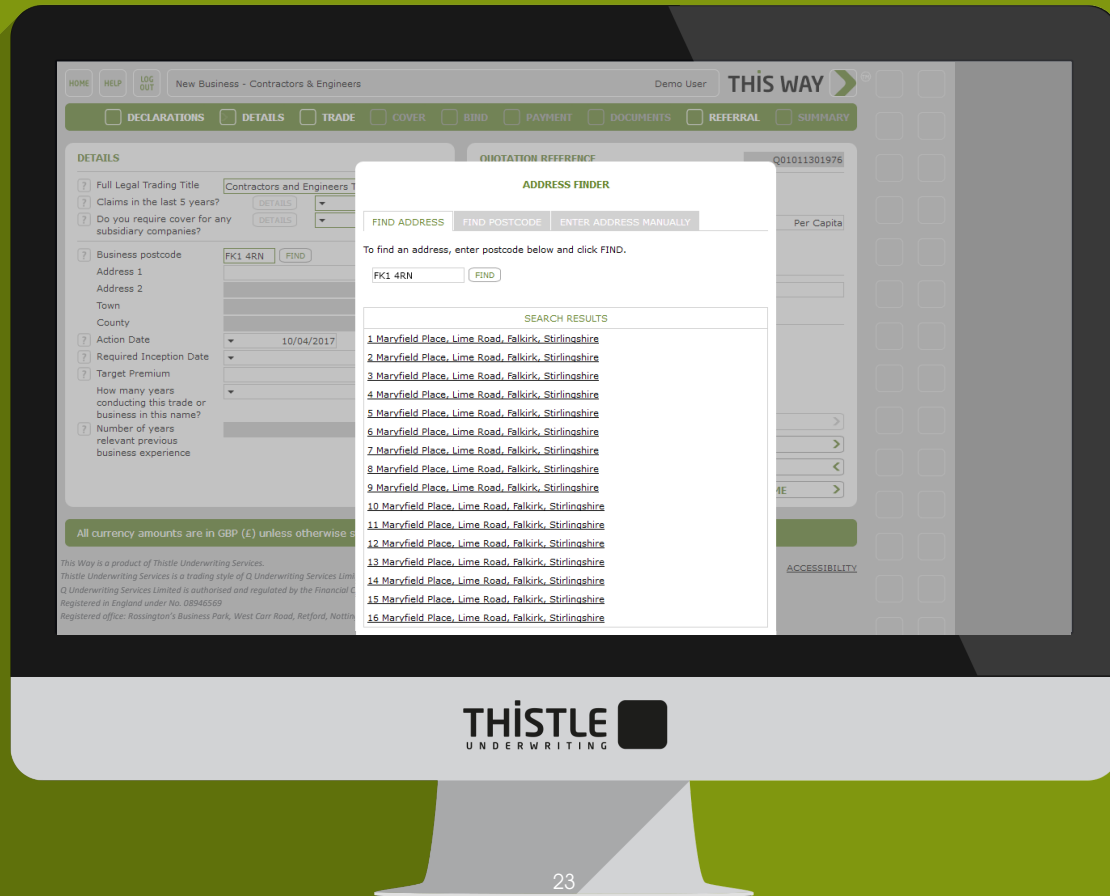 HOME HELP LOG OUT New Business - Contractors & Engineers Demo User THIS WAY
DECLARATIONS DETAILS TRADE COVER BIND PAYMENT DOCUMENTS REFERRAL SUMMARY
DETAILS
? Full Legal Trading Title Contractors and Engineers T
? Claims in the last 5 years? DETAILS
? Do you require cover for any DETAILS
subsidiary companies?
? Business postcode FK1 4RN FIND
Address 1
Address 2
Town
County
? Action Date 10/04/2017
? Required Inception Date
? Target Premium
How many years
conducting this trade or
business in this name?
? Number of years
relevant previous
business experience
QUOTATION REFERENCE Q01011301976
Per Capita
ADDRESS FINDER
FIND ADDRESS FIND POSTCODE ENTER ADDRESS MANUALLY
To find an address, enter postcode below and click FIND.
FK1 4RN FIND
SEARCH RESULTS
1 Maryfield Place, Lime Road, Falkirk, Stirlingshire
2 Maryfield Place, Lime Road, Falkirk, Stirlingshire
3 Maryfield Place, Lime Road, Falkirk, Stirlingshire
4 Maryfield Place, Lime Road, Falkirk, Stirlingshire
5 Maryfield Place, Lime Road, Falkirk, Stirlingshire
6 Maryfield Place, Lime Road, Falkirk, Stirlingshire
7 Maryfield Place, Lime Road, Falkirk, Stirlingshire
8 Maryfield Place, Lime Road, Falkirk, Stirlingshire
9 Maryfield Place, Lime Road, Falkirk, Stirlingshire
10 Maryfield Place, Lime Road, Falkirk, Stirlingshire
11 Maryfield Place, Lime Road, Falkirk, Stirlingshire
12 Maryfield Place, Lime Road, Falkirk, Stirlingshire
13 Maryfield Place, Lime Road, Falkirk, Stirlingshire
14 Maryfield Place, Lime Road, Falkirk, Stirlingshire
15 Maryfield Place, Lime Road, Falkirk, Stirlingshire
16 Maryfield Place, Lime Road, Falkirk, Stirlingshire
ME
All currency amounts are in GBP (£) unless otherwise s
This Way is a product of Thistle Underwriting Services.
Thistle Underwriting Services is a trading style of Q Underwriting Services Limi
Q Underwriting Services Limited is authorised and regulated by the Financial C
Registered in England under No. 08946569
Registered office: Rossington's Business Park, West Carr Road, Retford, Nottin
ACCESSIBILITY
THISTLE
UNDERWRITING
23